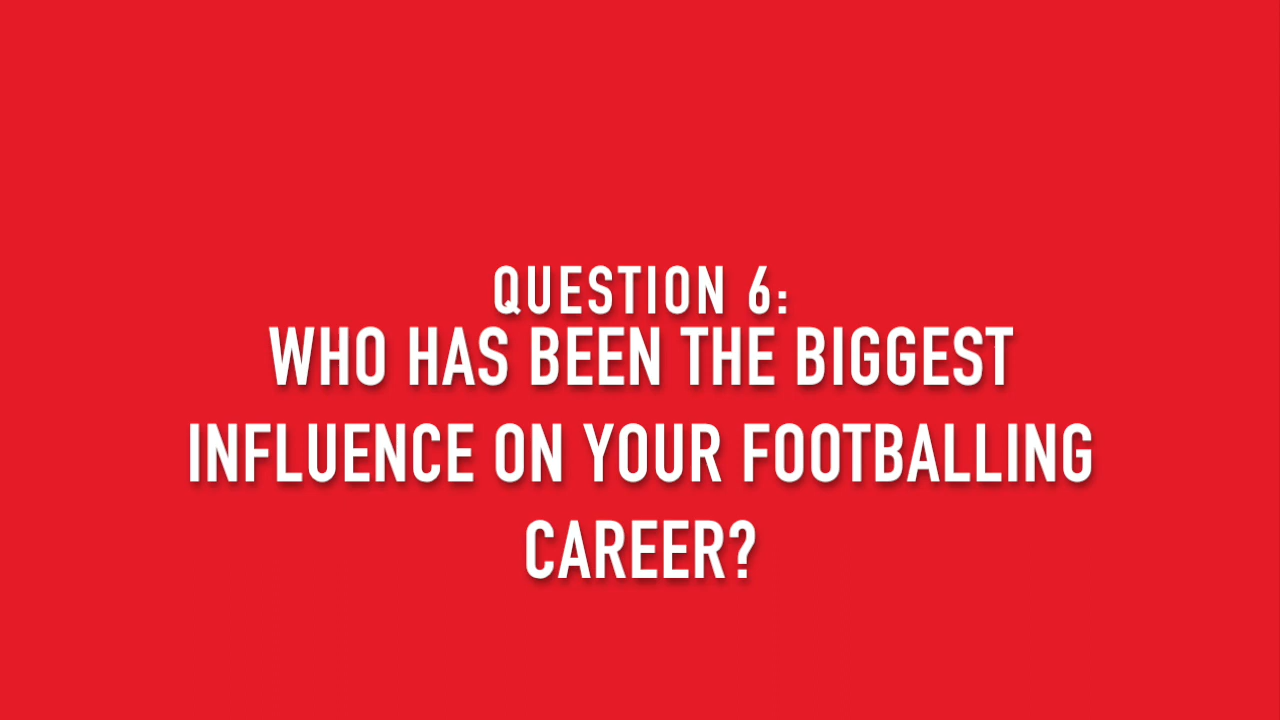 QUESTION 6:
WHO HAS BEEN THE BIGGEST
INFLUENCE ON YOUR FOOTBALLING
CAREER?